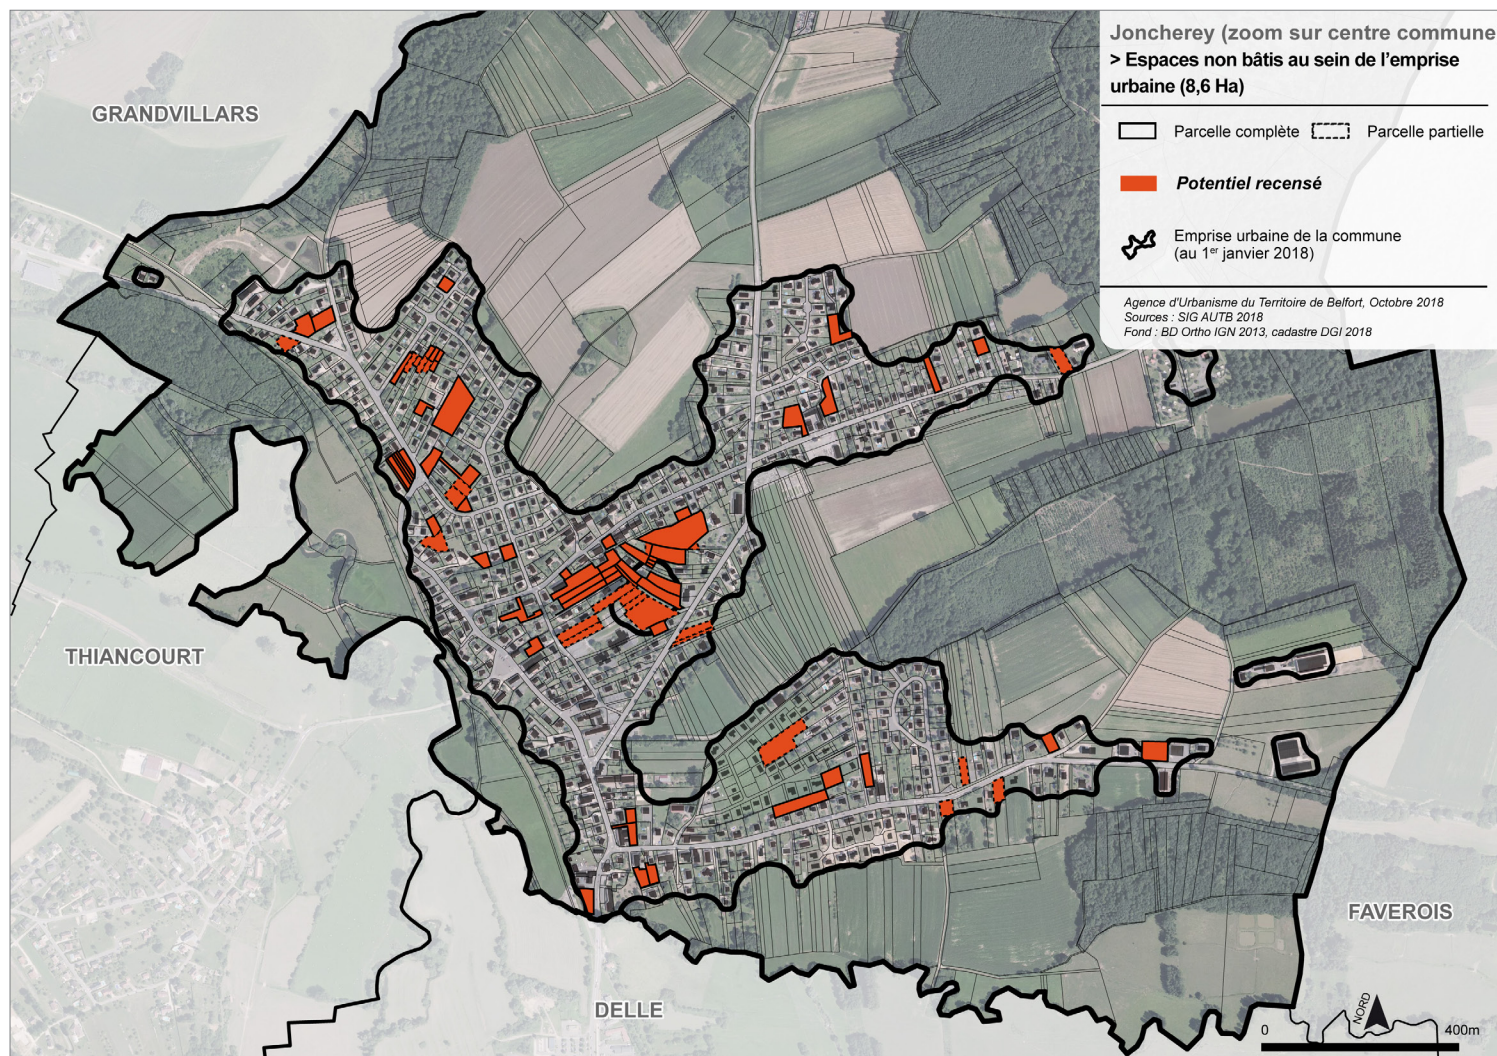 Joncherey (zoom sur centre commune
> Espaces non bâtis au sein de l'emprise
urbaine (8,6 Ha)
Parcelle complète
Parcelle partielle
Potentiel recensé
Emprise urbaine de la commune
(au 1er janvier 2018)
Agence d'Urbanisme du Territoire de Belfort, Octobre 2018
Sources : SIG AUTB 2018
Fond : BD Ortho IGN 2013, cadastre DGI 2018
GRANDVILLARS
THIANCOURT
FAVEROIS
DELLE
NORD
0
400m